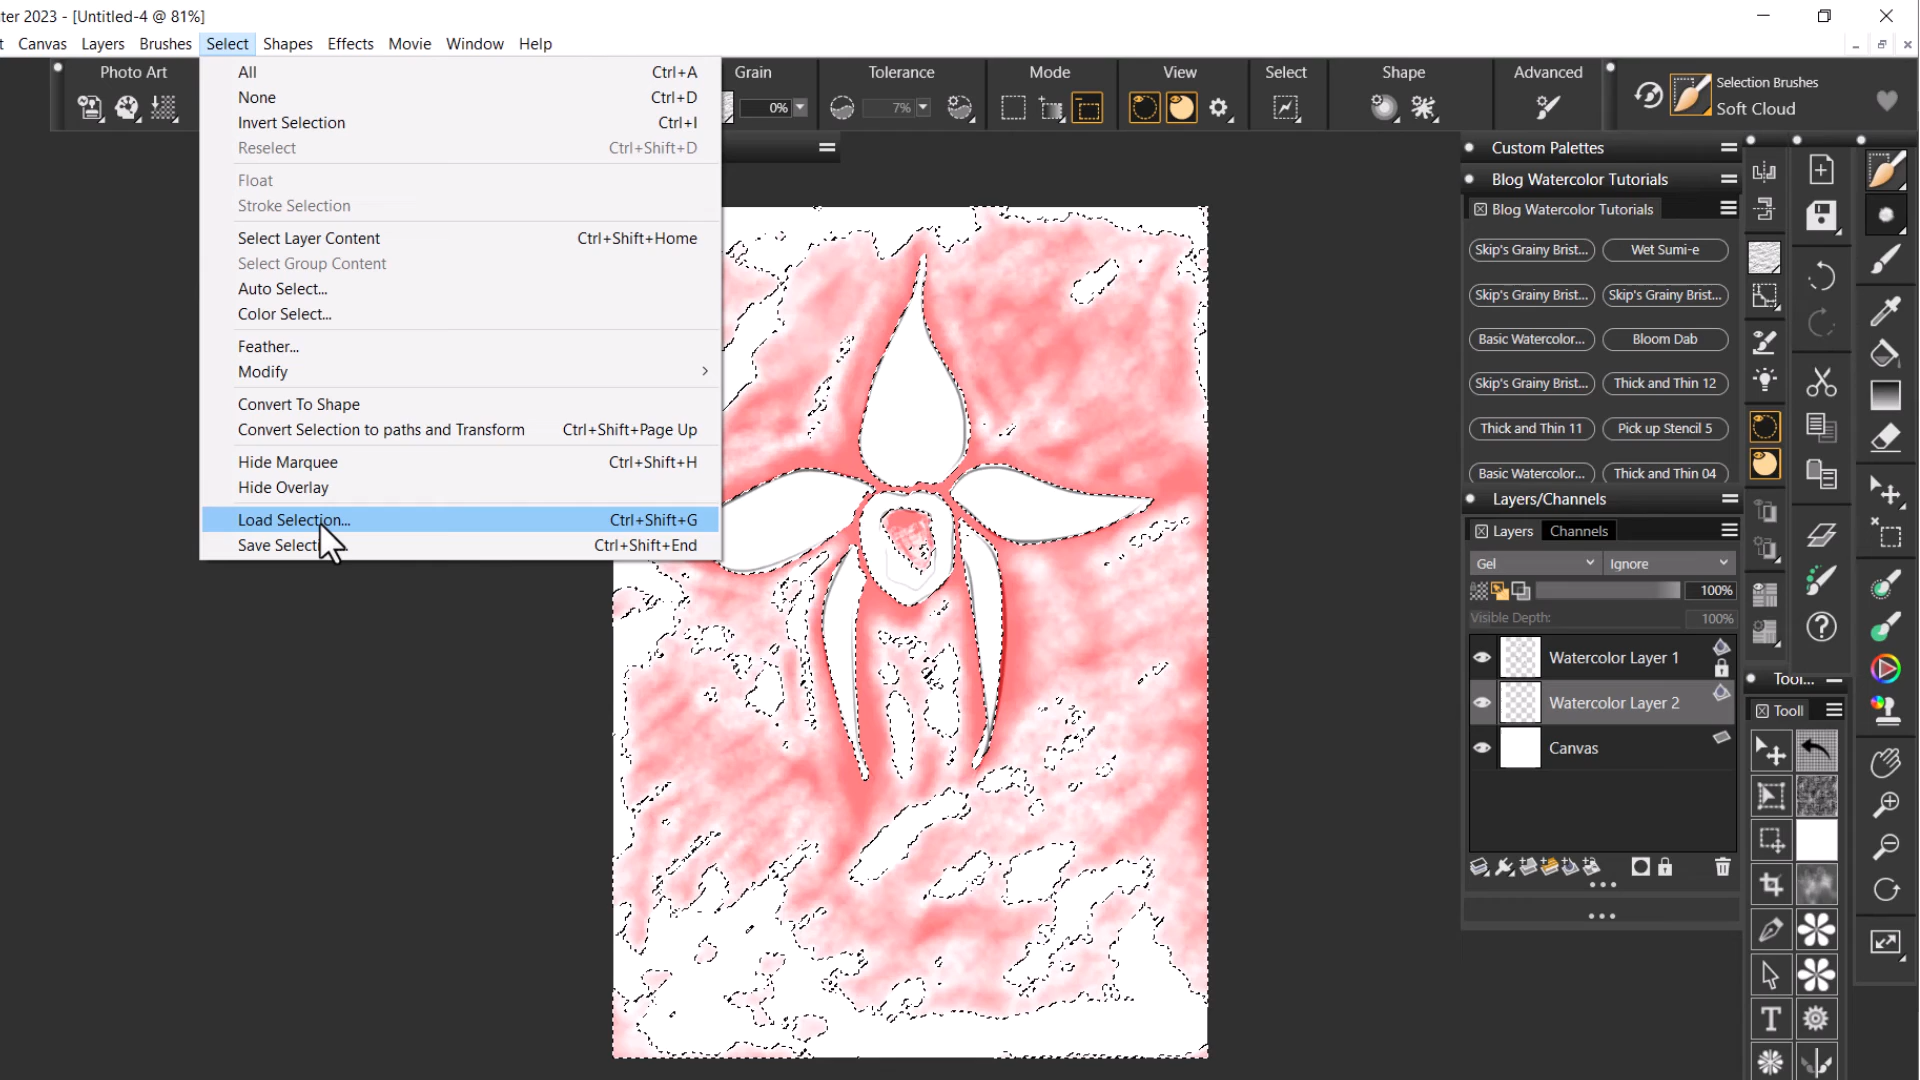 ter 2023 - [Untitled-4 @ 81%]
t Canvas Layers Brushes Select Shapes Effects Movie Window Help
Photo Art
Grain Tolerance Mode View Select Shape Advanced
0% 7%
Selection Brushes
Soft Cloud
All Ctrl+A
None Ctrl+D
Invert Selection Ctrl+I
Reselect Ctrl+Shift+D
Float
Stroke Selection
Select Layer Content Ctrl+Shift+Home
Select Group Content
Auto Select...
Color Select...
Feather...
Modify
Convert To Shape
Convert Selection to paths and Transform Ctrl+Shift+Page Up
Hide Marquee Ctrl+Shift+H
Hide Overlay
Load Selection... Ctrl+Shift+G
Save Selecti Ctrl+Shift+End
Custom Palettes
Blog Watercolor Tutorials
Blog Watercolor Tutorials
Skip's Grainy Brist... Wet Sumi-e
Skip's Grainy Brist... Skip's Grainy Brist...
Basic Watercolor... Bloom Dab
Skip's Grainy Brist... Thick and Thin 12
Thick and Thin 11 Pick up Stencil 5
Basic Watercolor... Thick and Thin 04
Layers/Channels
Layers Channels
Gel Ignore
100%
Visible Depth: 100%
Watercolor Layer 1
Watercolor Layer 2
Canvas
Tool...
Tooll
T